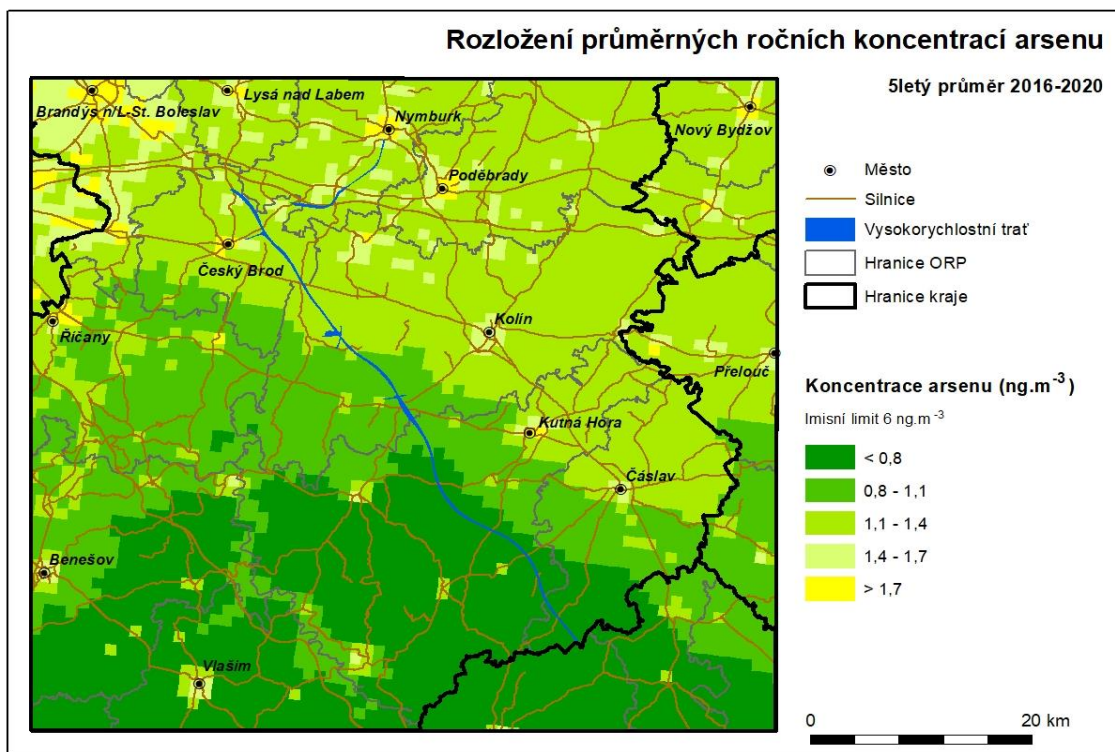 Rozložení průměrných ročních koncentrací arsenu
5letý průměr 2016-2020
Brandýs n/L-St. Boleslav
Lysá nad Labem
Nymburk
Nový Bydžov
Poděbrady
Český Brod
Říčany
Kolín
Přelouč
Kutná Hora
Čáslav
Benešov
Vlašim
Město
Silnice
Vysokorychlostní trať
Hranice ORP
Hranice kraje
Koncentrace arsenu (ng.m⁻³)
Imisní limit 6 ng.m⁻³
< 0,8
0,8 - 1,1
1,1 - 1,4
1,4 - 1,7
> 1,7
0 20 km